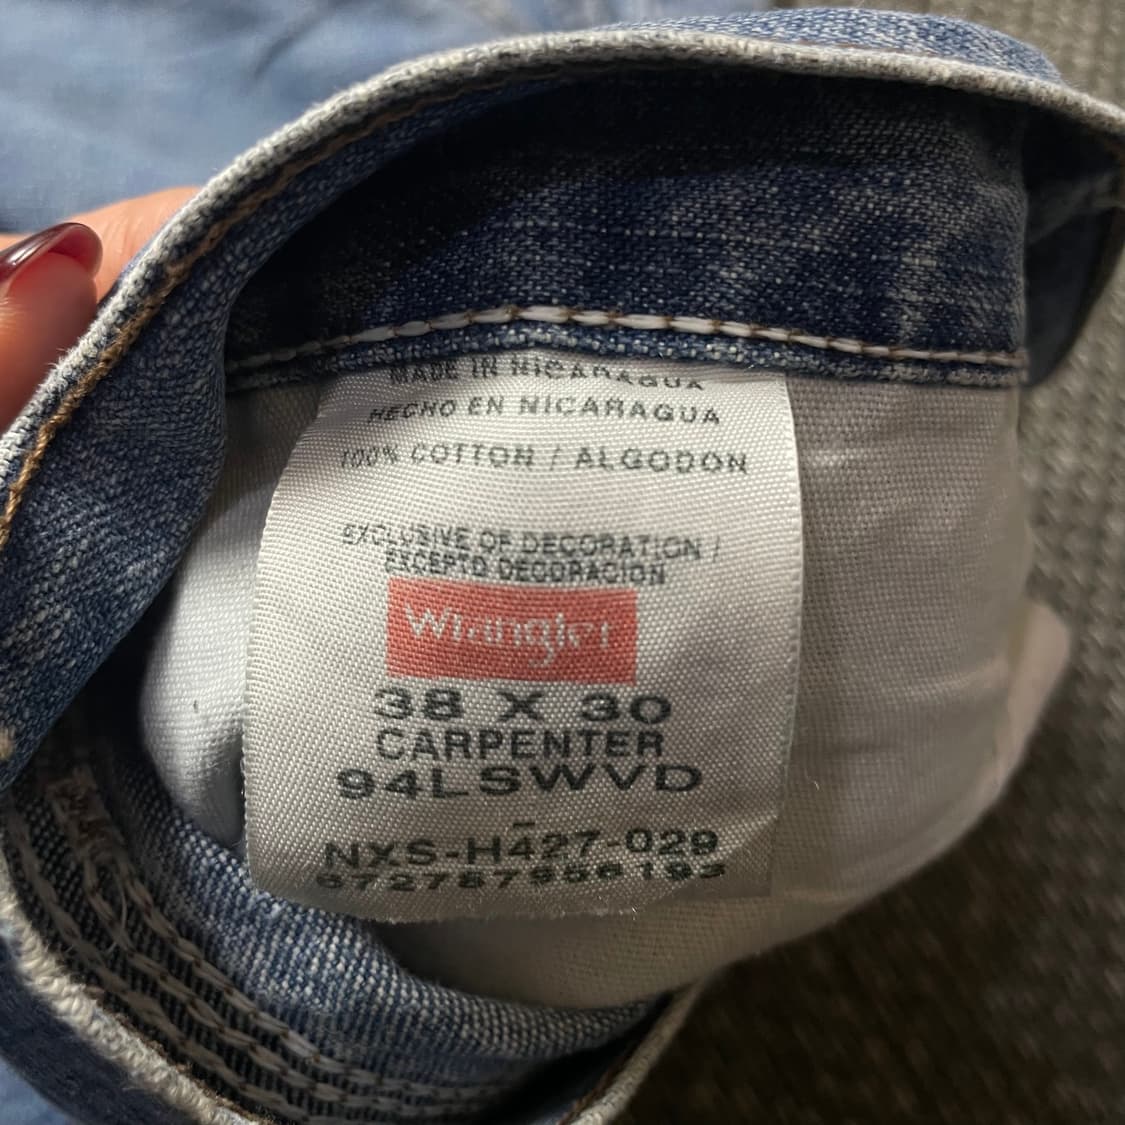 MADE IN NICARAGUA
HECHO EN NICARAGUA
100% COTTON / ALGODON
EXCLUSIVE OF DECORATION /
EXCEPTO DECORACION
Wrangler
38 X 30
CARPENTER
94LSWVD
-
NXS-H427-029
672787956193